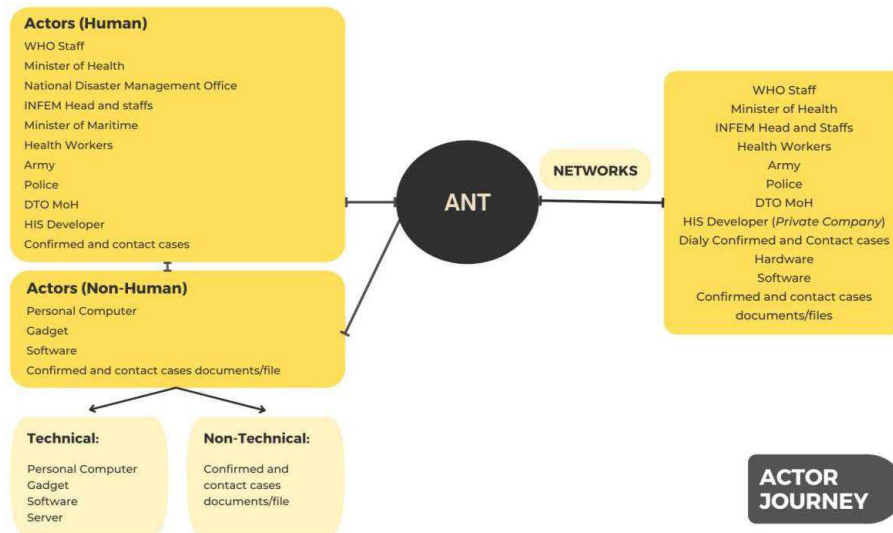 Actors (Human)
WHO Staff
Minister of Health
National Disaster Management Office
INFEM Head and staffs
Minister of Maritime
Health Workers
Army
Police
DTO MoH
HIS Developer
Confirmed and contact cases
Actors (Non-Human)
Personal Computer
Gadget
Software
Confirmed and contact cases documents/file
Technical:
Personal Computer
Gadget
Software
Server
Non-Technical:
Confirmed and
contact cases
documents/file
ANT
NETWORKS
WHO Staff
Minister of Health
INFEM Head and Staffs
Health Workers
Army
Police
DTO MoH
HIS Developer (Private Company)
Dialy Confirmed and Contact cases
Hardware
Software
Confirmed and contact cases
documents/files
ACTOR
JOURNEY